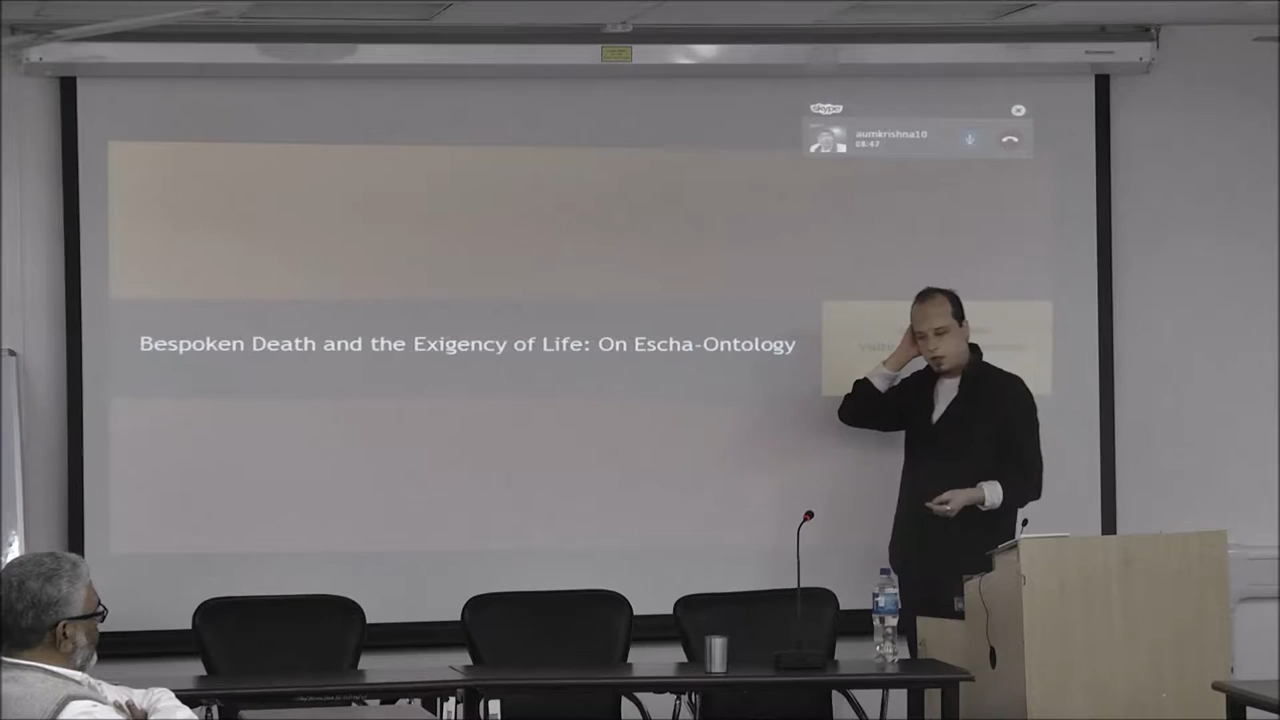 skype
aumkrishna10
08:47
Bespoken Death and the Exigency of Life: On Escha-Ontology